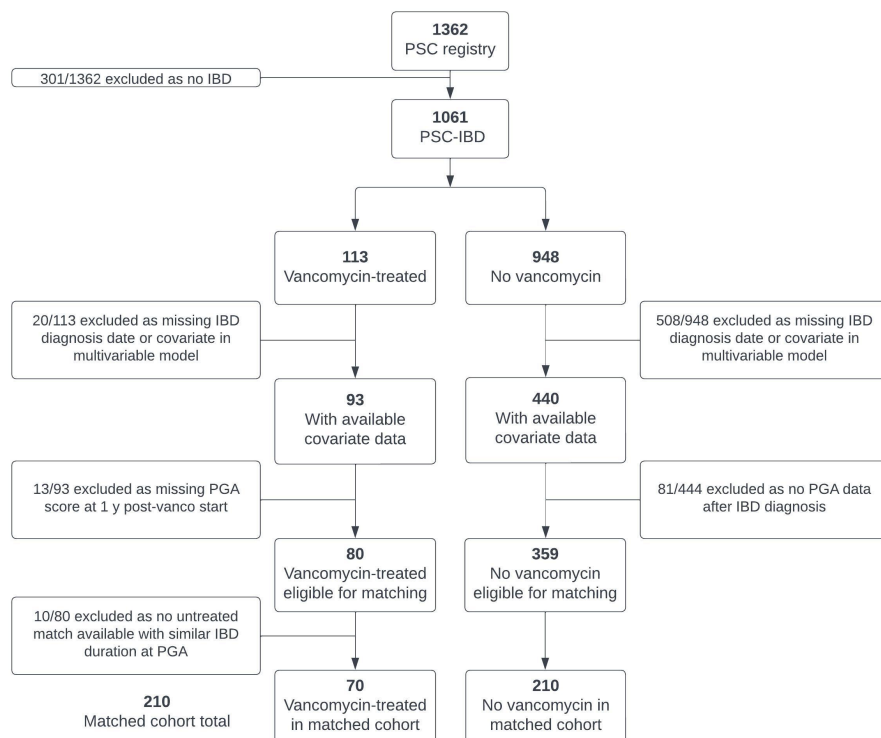 1362
PSC registry
301/1362 excluded as no IBD
1061
PSC-IBD
113
Vancomycin-treated
948
No vancomycin
20/113 excluded as missing IBD
diagnosis date or covariate in
multivariable model
508/948 excluded as missing IBD
diagnosis date or covariate in
multivariable model
93
With available
covariate data
440
With available
covariate data
13/93 excluded as missing PGA
score at 1 y post-vanco start
81/444 excluded as no PGA data
after IBD diagnosis
80
Vancomycin-treated
eligible for matching
359
No vancomycin
eligible for matching
10/80 excluded as no untreated
match available with similar IBD
duration at PGA
210
Matched cohort total
70
Vancomycin-treated
in matched cohort
210
No vancomycin in
matched cohort